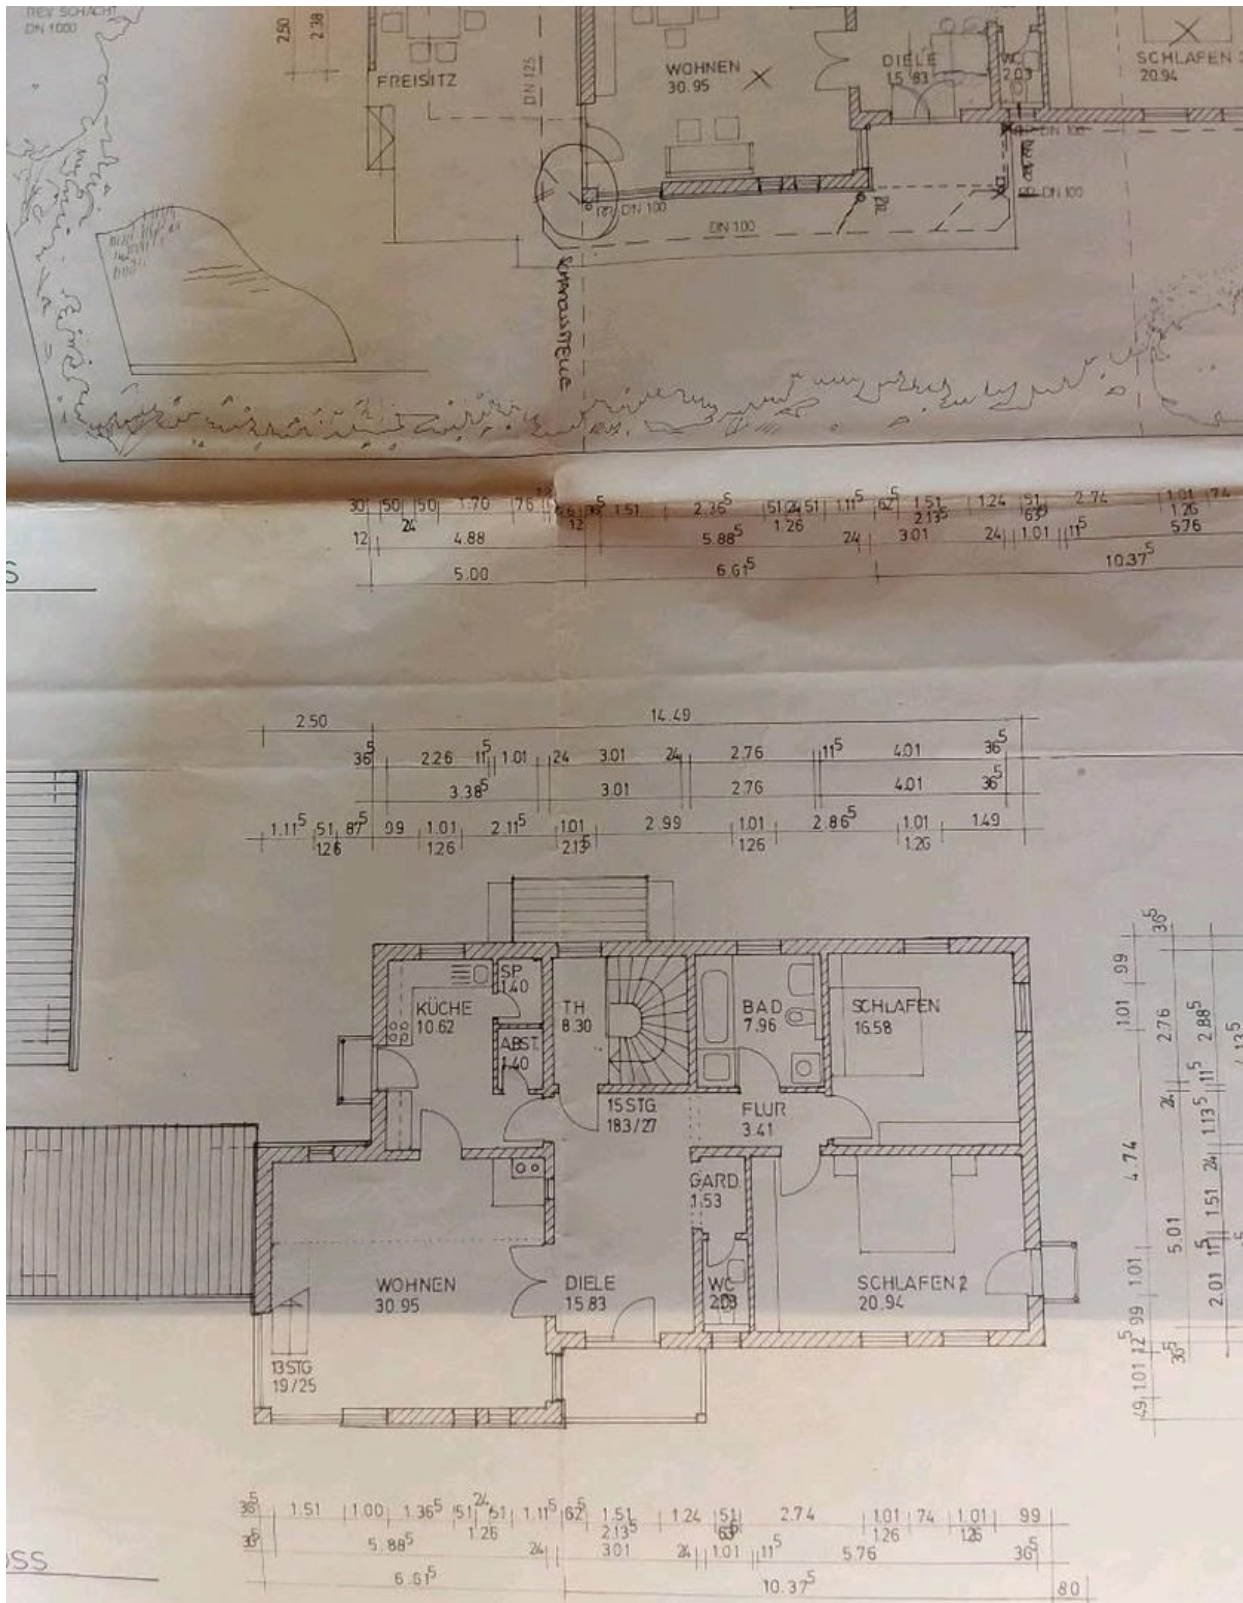 REV SCHACHT
DN 1000
2.50
2.38
FREISITZ
DN 125
WOHNEN
30.95
DIELE
15.83
WC
2.03
SCHLAFEN
20.94
DN 100
RR DN 100
DN 100
DN 100
30 50 50 1.70 76 36⁵ 1.51 2.36⁵ 51 24 51 1.11⁵ 62⁵ 1.51 1.24 51 2.74 1.01 74
24 12 1.26 2.13⁵ 63⁵ 1.26
12 4.88 5.88⁵ 24 3.01 24 1.01 11⁵ 5.76
5.00 6.61⁵ 10.37⁵
S
2.50 14.49
36⁵ 2.26 11⁵ 1.01 24 3.01 24 2.76 11⁵ 4.01 36⁵
3.38⁵ 3.01 2.76 4.01 36⁵
1.11⁵ 51 87⁵ 99 1.01 2.11⁵ 1.01 2.99 1.01 2.86⁵ 1.01 1.49
1.26 1.26 2.13⁵ 1.26 1.26
KÜCHE
10.62
SP.
1.40
ABST.
1.40
TH
8.30
BAD
7.96
SCHLAFEN
16.58
15 STG
18.3/27
FLUR
3.41
GARD.
1.53
WOHNEN
30.95
DIELE
15.83
WC
2.03
SCHLAFEN 2
20.94
13 STG
19/25
36⁵
99
1.01
2.76
2.88⁵
24
11⁵
1.13⁵
4.74
24
1.51
5.01
11⁵
1.01
2.01
99
12⁵
36⁵
1.01
49
36⁵ 1.51 1.00 1.36⁵ 51 24 51 1.11⁵ 62⁵ 1.51 1.24 51 2.74 1.01 74 1.01 99
1.26 2.13⁵ 63⁵ 1.26 1.26
36⁵ 5.88⁵ 24 3.01 24 1.01 11⁵ 5.76 36⁵
OSS
6.61⁵ 10.37⁵ 80